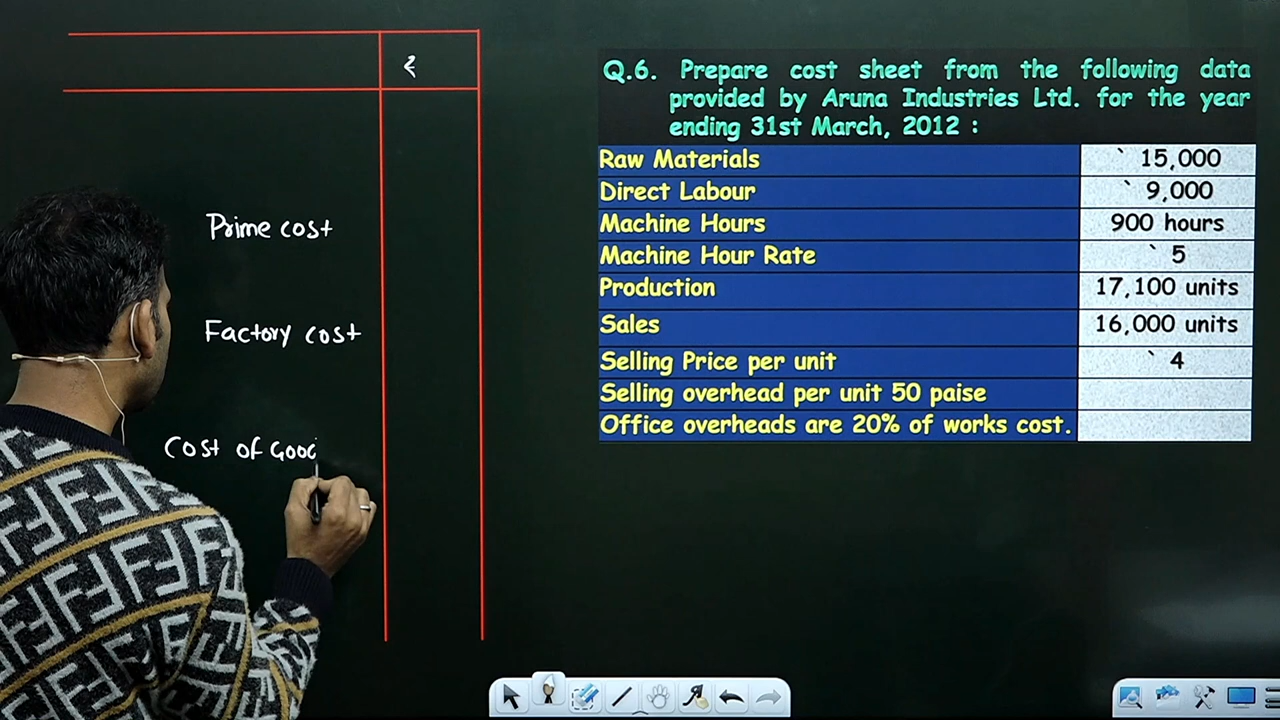 ₹
Prime cost
Factory cost
Cost of Good
Q.6. Prepare cost sheet from the following data
provided by Aruna Industries Ltd. for the year
ending 31st March, 2012 :
Raw Materials ` 15,000
Direct Labour ` 9,000
Machine Hours 900 hours
Machine Hour Rate ` 5
Production 17,100 units
Sales 16,000 units
Selling Price per unit ` 4
Selling overhead per unit 50 paise
Office overheads are 20% of works cost.